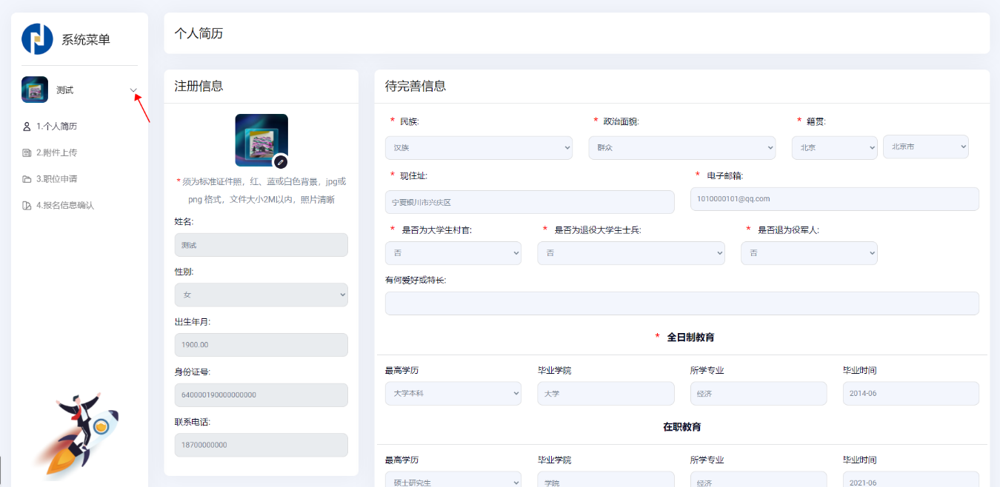 系统菜单
测试
1.个人简历
2.附件上传
3.职位申请
4.报名信息确认
个人简历
注册信息
* 须为标准证件照，红、蓝或白色背景，jpg或
png 格式，文件大小2M以内，照片清晰
姓名:
测试
性别:
女
出生年月:
1900.00
身份证号:
640000190000000000
联系电话:
18700000000
待完善信息
* 民族: * 政治面貌: * 籍贯:
汉族 群众 北京 北京市
* 现住址: * 电子邮箱:
宁夏银川市兴庆区 1010000101@qq.com
* 是否为大学生村官: * 是否为退役大学生士兵: * 是否退为役军人:
否 否 否
有何爱好或特长:
* 全日制教育
最高学历 毕业学院 所学专业 毕业时间
大学本科 大学 经济 2014-06
在职教育
最高学历 毕业学院 所学专业 毕业时间
硕士研究生 学院 经济 2021-06